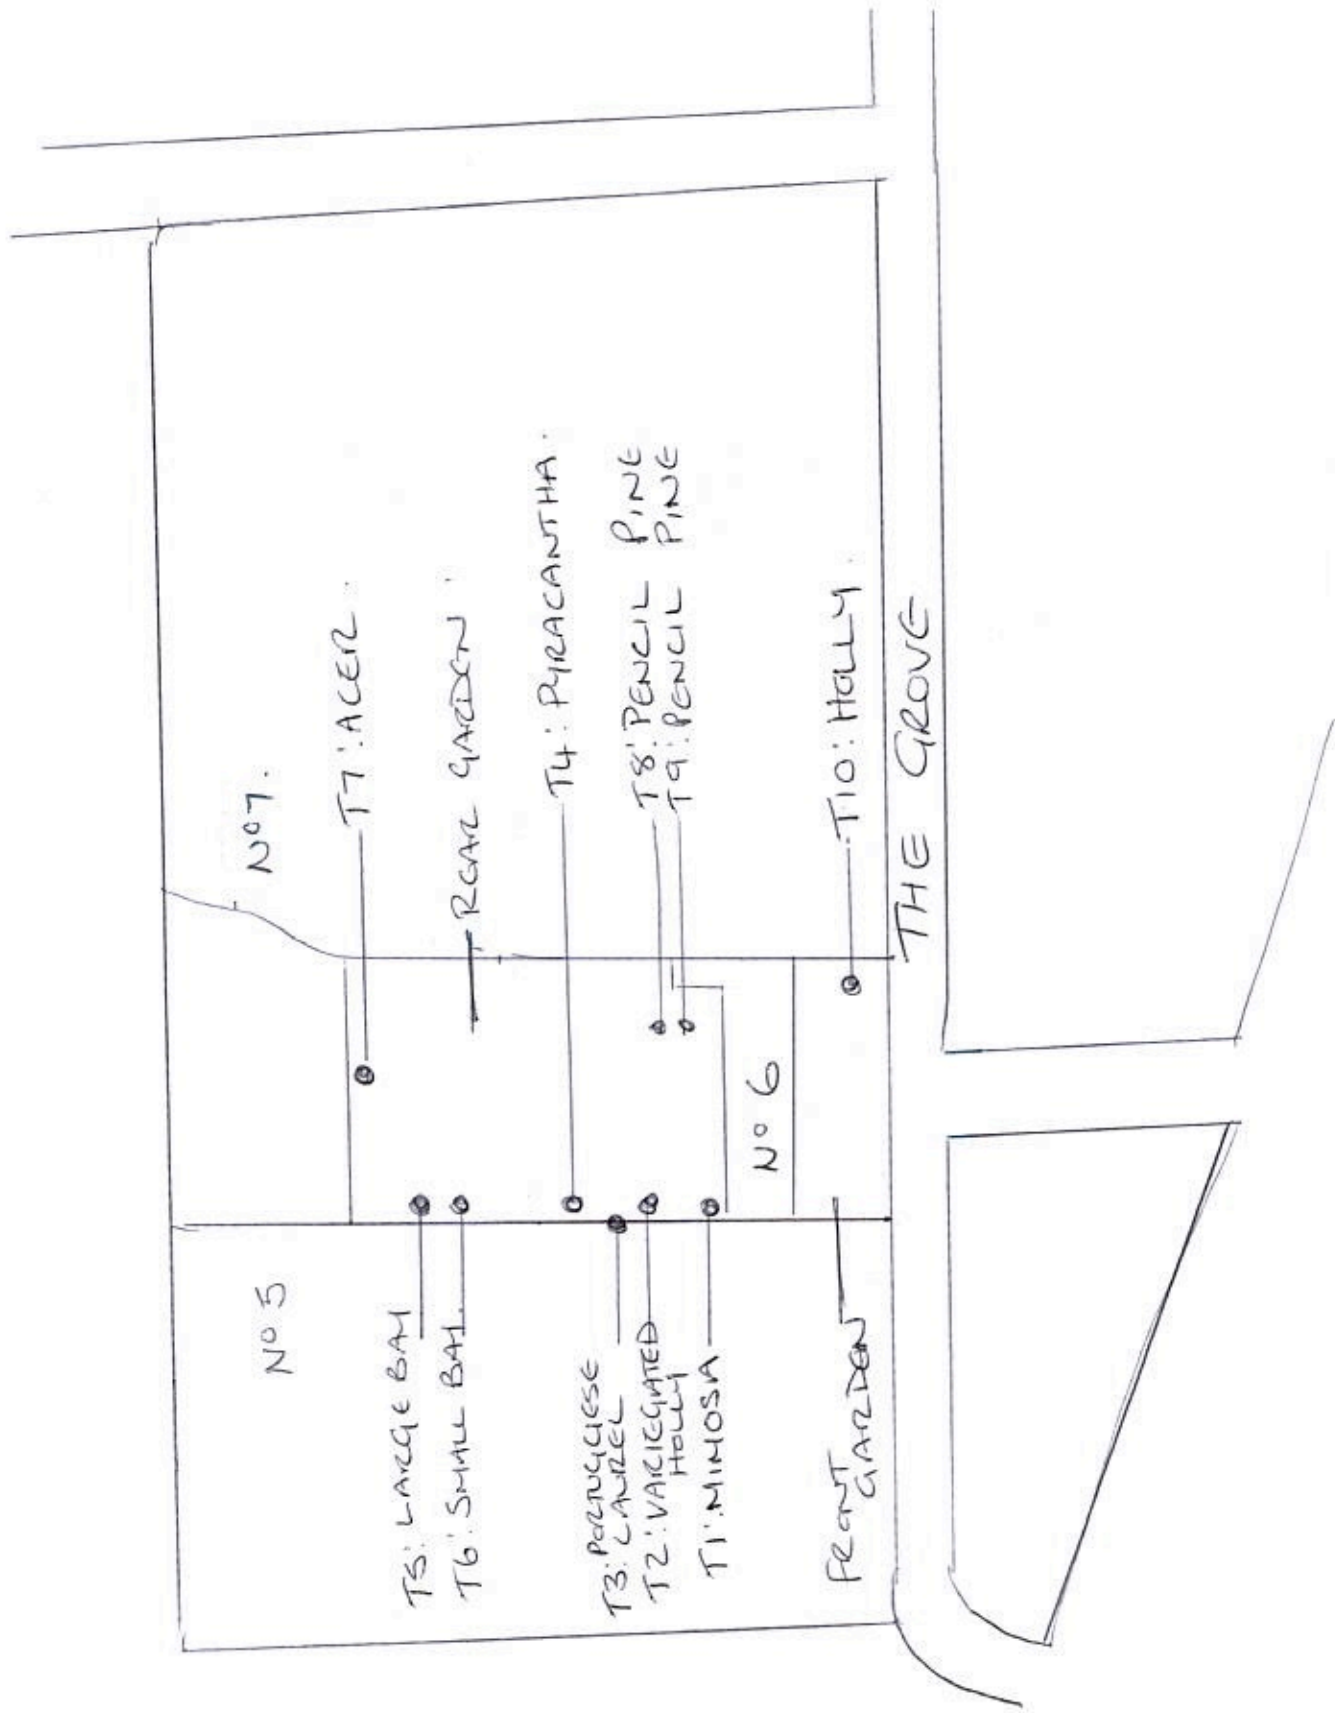 No 7.
T7: ACER.
REAR GARDEN.
T4: PYRACANTHA.
T8: PENCIL PINE
T9: PENCIL PINE
T10: HOLLY.
THE GROVE
No 6
No 5
T5: LARGE BAY
T6: SMALL BAY.
T3: PORTUGESE
LAUREL
T2: VARIEGATED
HOLLY
T1: MIMOSA
FRONT
GARDEN